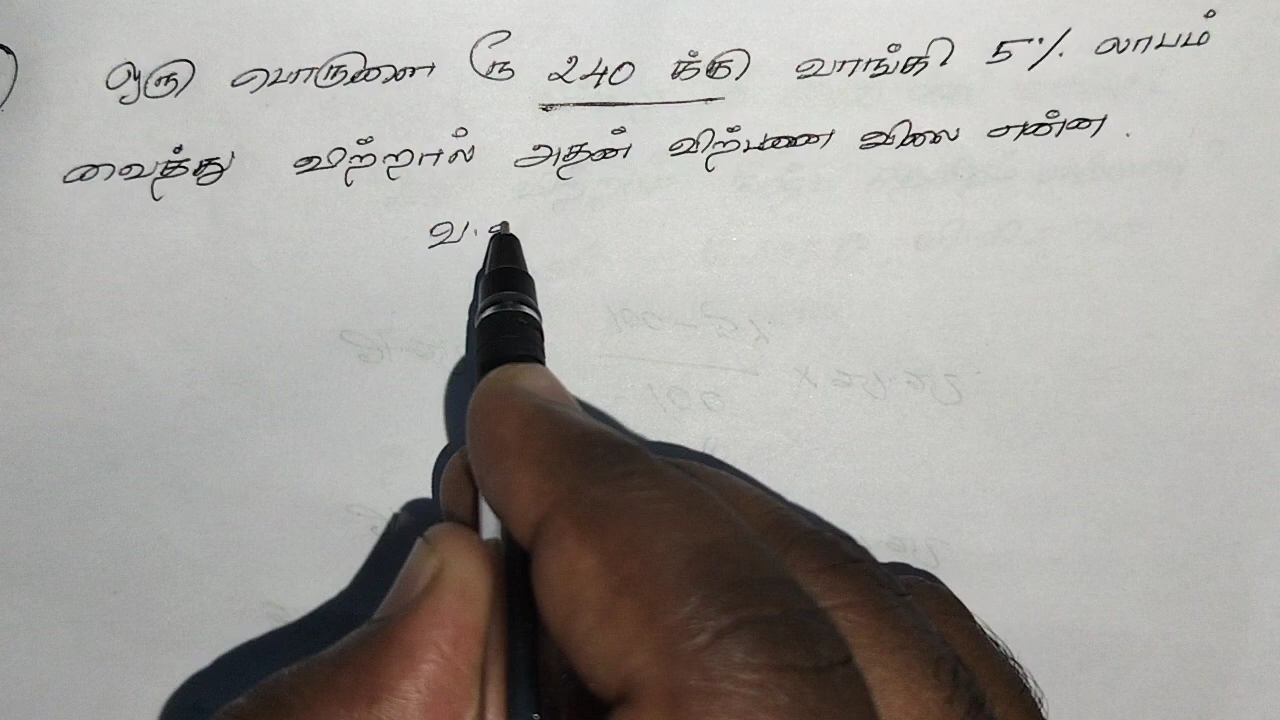 ஒரு பொருளை ரூ 240 க்கு வாங்கி 5% லாபம்
வைத்து விற்றால் அதன் விற்பனை விலை என்ன .
வ.